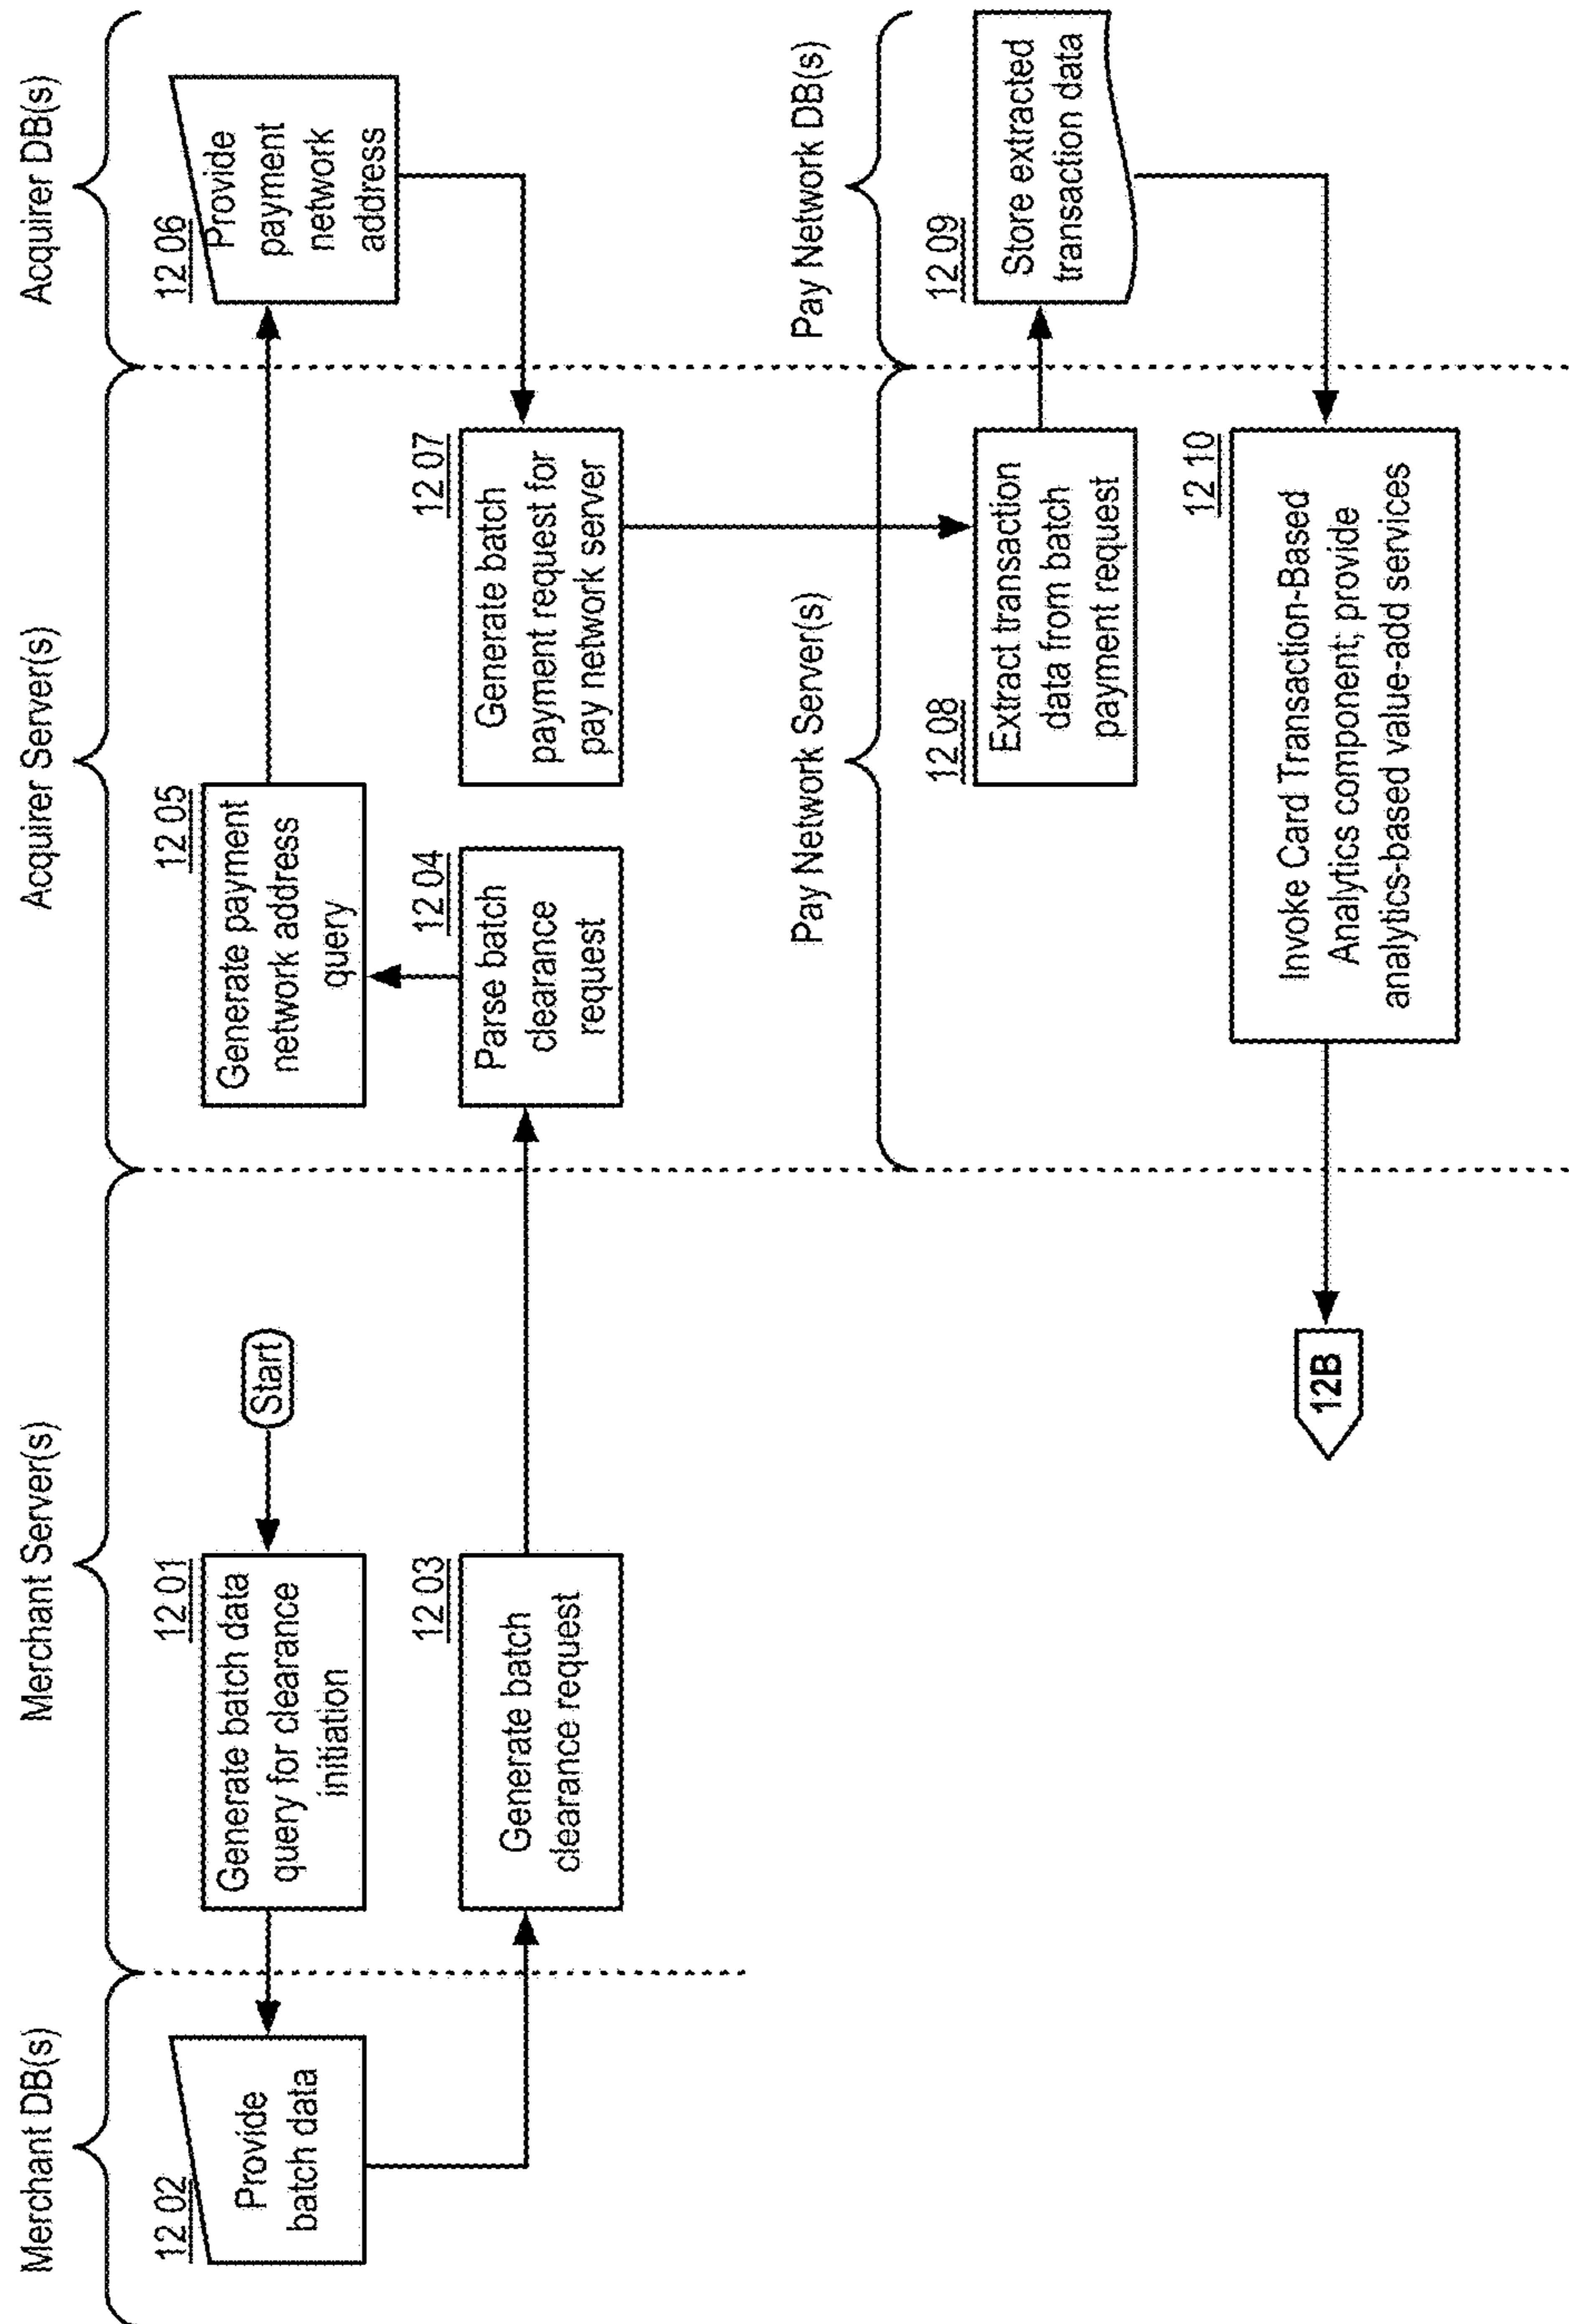 Merchant DB(s)
Merchant Server(s)
Acquirer Server(s)
Acquirer DB(s)
12 02
Provide
batch data
12 01
Generate batch data
query for clearance
initiation
Start
12 03
Generate batch
clearance request
12 05
Generate payment
network address
query
12 04
Parse batch
clearance
request
12 06
Provide
payment
network
address
12 07
Generate batch
payment request for
pay network server
Pay Network Server(s)
Pay Network DB(s)
12 08
Extract transaction
data from batch
payment request
12 09
Store extracted
transaction data
12 10
Invoke Card Transaction-Based
Analytics component; provide
analytics-based value-add services
12B